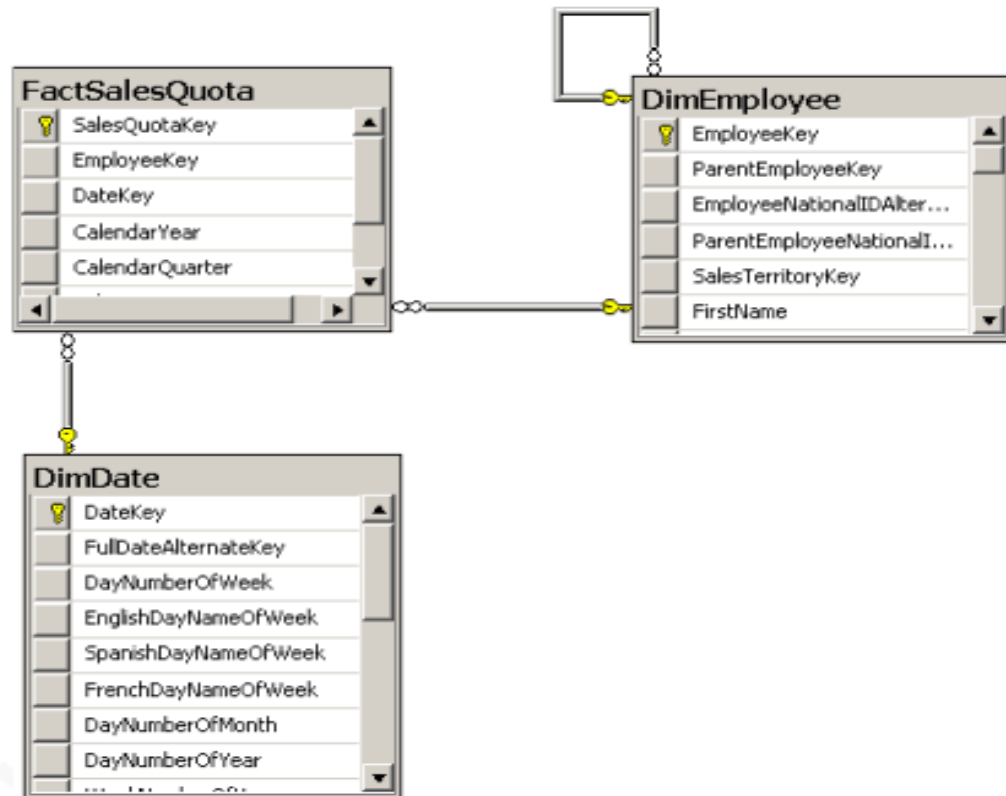 FactSalesQuota
SalesQuotaKey
EmployeeKey
DateKey
CalendarYear
CalendarQuarter
DimEmployee
EmployeeKey
ParentEmployeeKey
EmployeeNationalIDAlter...
ParentEmployeeNationalI...
SalesTerritoryKey
FirstName
DimDate
DateKey
FullDateAlternateKey
DayNumberOfWeek
EnglishDayNameOfWeek
SpanishDayNameOfWeek
FrenchDayNameOfWeek
DayNumberOfMonth
DayNumberOfYear